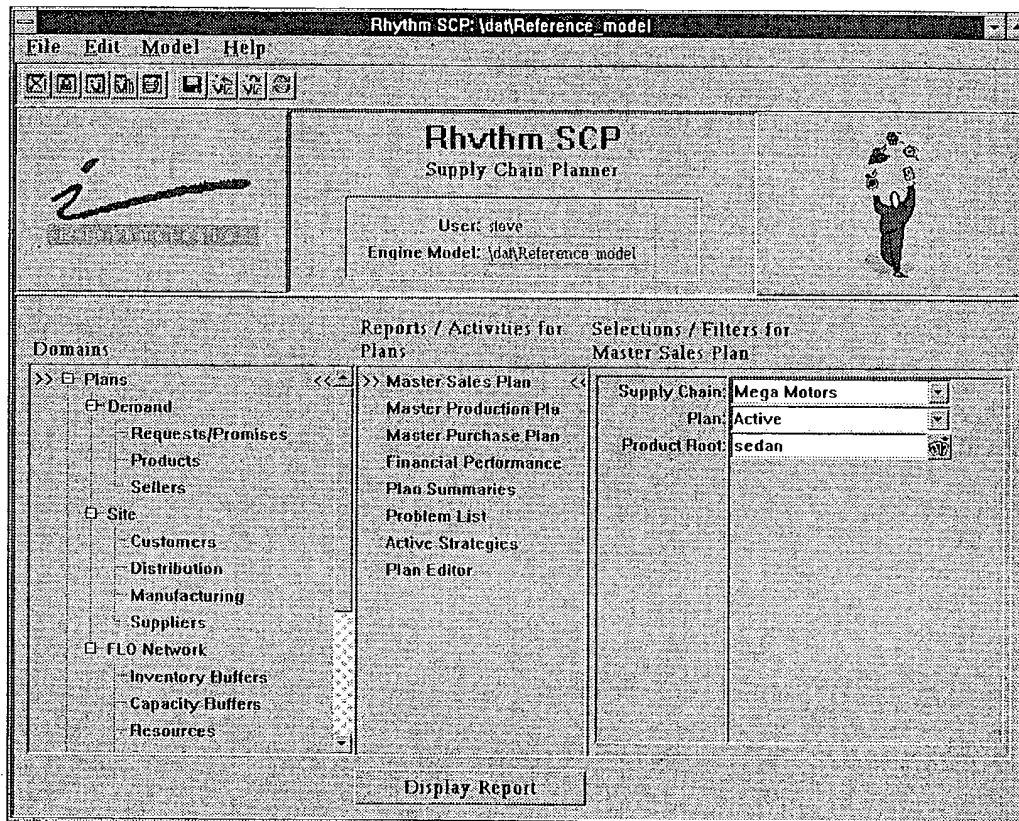 Rhythm SCP: \dat\Reference_model
File Edit Model Help
Rhythm SCP
Supply Chain Planner
User: steve
Engine Model: \dat\Reference_model
Domains
>> Plans <<
Demand
Requests/Promises
Products
Sellers
Site
Customers
Distribution
Manufacturing
Suppliers
FLO Network
Inventory Buffers
Capacity Buffers
Resources
Reports / Activities for
Plans
>> Master Sales Plan <<
Master Production Pla
Master Purchase Plan
Financial Performance
Plan Summaries
Problem List
Active Strategies
Plan Editor
Selections / Filters for
Master Sales Plan
Supply Chain: Mega Motors
Plan: Active
Product Root: sedan
Display Report